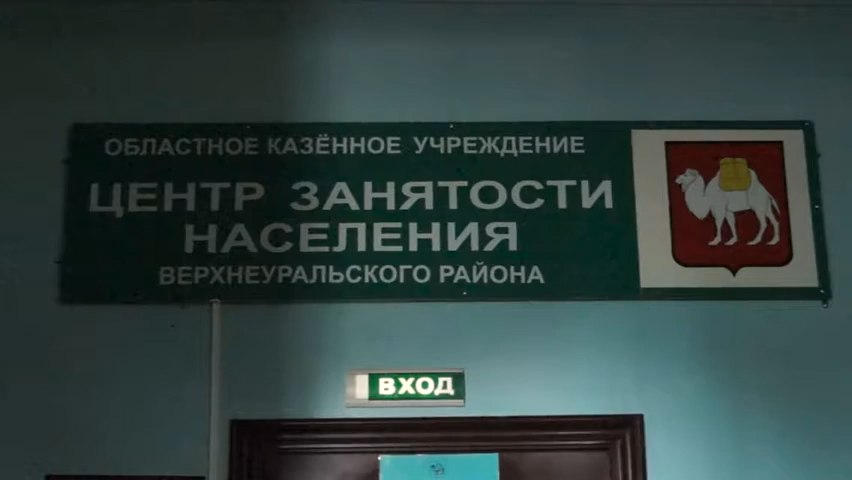 ОБЛАСТНОЕ КАЗЁННОЕ УЧРЕЖДЕНИЕ
ЦЕНТР ЗАНЯТОСТИ
НАСЕЛЕНИЯ
ВЕРХНЕУРАЛЬСКОГО РАЙОНА
ВХОД